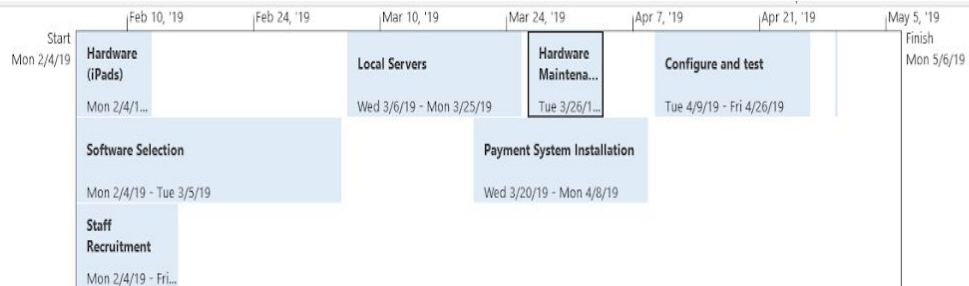 Feb 10, '19 Feb 24, '19 Mar 10, '19 Mar 24, '19 Apr 7, '19 Apr 21, '19 May 5, '19
Start
Mon 2/4/19
Finish
Mon 5/6/19
Hardware
(iPads)
Mon 2/4/1...
Local Servers
Wed 3/6/19 - Mon 3/25/19
Hardware
Maintena...
Tue 3/26/1...
Configure and test
Tue 4/9/19 - Fri 4/26/19
Software Selection
Mon 2/4/19 - Tue 3/5/19
Payment System Installation
Wed 3/20/19 - Mon 4/8/19
Staff
Recruitment
Mon 2/4/19 - Fri...